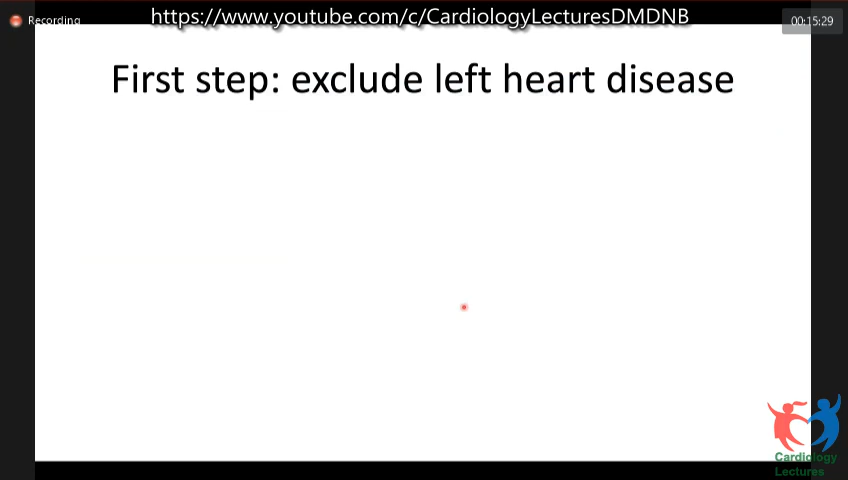 Recording
https://www.youtube.com/c/CardiologyLecturesDMDNB
00:15:29
First step: exclude left heart disease
Cardiology
Lectures